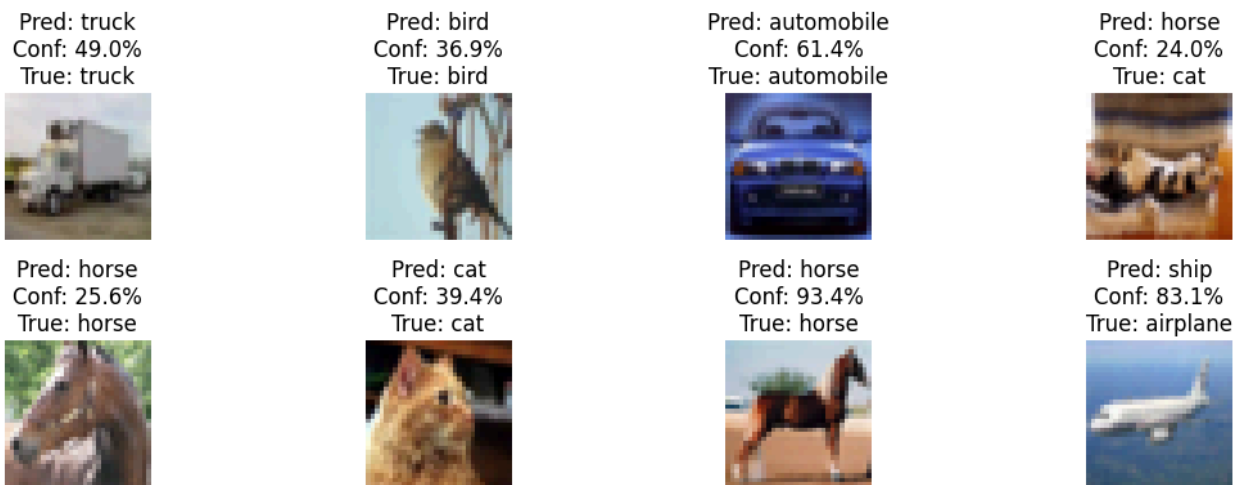 Pred: truck
Conf: 49.0%
True: truck
Pred: bird
Conf: 36.9%
True: bird
Pred: automobile
Conf: 61.4%
True: automobile
Pred: horse
Conf: 24.0%
True: cat
Pred: horse
Conf: 25.6%
True: horse
Pred: cat
Conf: 39.4%
True: cat
Pred: horse
Conf: 93.4%
True: horse
Pred: ship
Conf: 83.1%
True: airplane